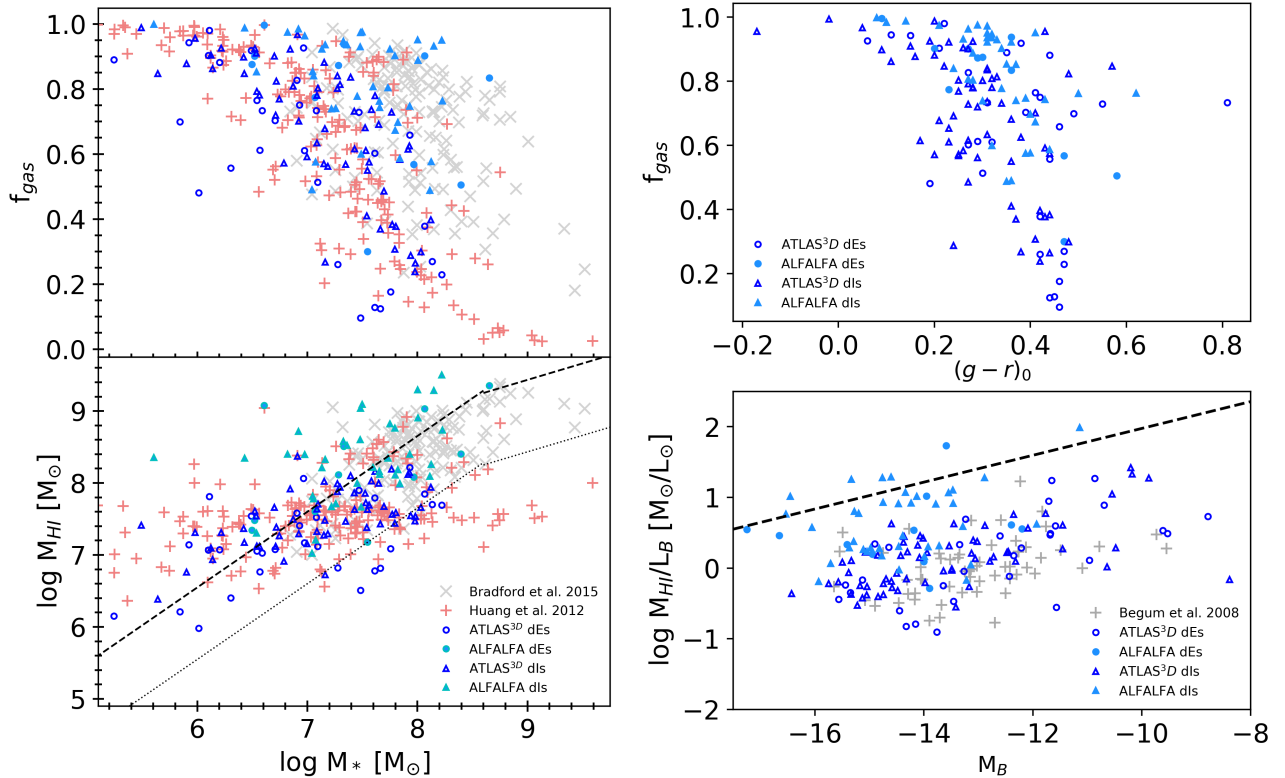 1.0
0.8
0.6
0.4
0.2
0.0
f_gas
9
8
7
6
5
log M_HI [M_⊙]
Bradford et al. 2015
Huang et al. 2012
ATLAS^3D dEs
ALFALFA dEs
ATLAS^3D dIs
ALFALFA dIs
6 7 8 9
log M_* [M_⊙]
1.0
0.8
0.6
0.4
0.2
f_gas
ATLAS^3D dEs
ALFALFA dEs
ATLAS^3D dIs
ALFALFA dIs
−0.2 0.0 0.2 0.4 0.6 0.8
(g − r)_0
2
1
0
−1
−2
log M_HI/L_B [M_⊙/L_⊙]
Begum et al. 2008
ATLAS^3D dEs
ALFALFA dEs
ATLAS^3D dIs
ALFALFA dIs
−16 −14 −12 −10 −8
M_B